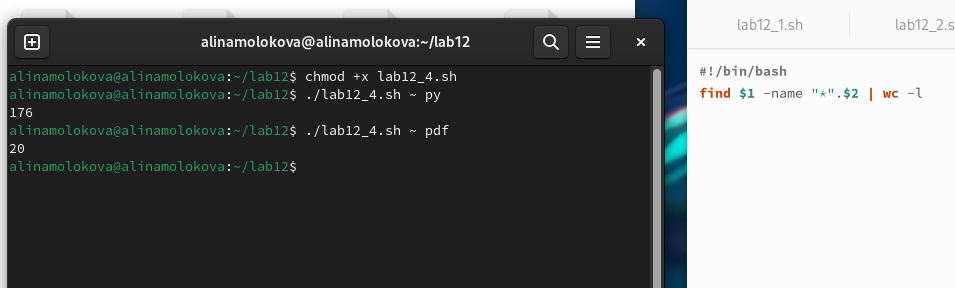 alinamolokova@alinamolokova:~/lab12
alinamolokova@alinamolokova:~/lab12$ chmod +x lab12_4.sh
alinamolokova@alinamolokova:~/lab12$ ./lab12_4.sh ~ py
176
alinamolokova@alinamolokova:~/lab12$ ./lab12_4.sh ~ pdf
20
alinamolokova@alinamolokova:~/lab12$
lab12_1.sh
lab12_2.s
#!/bin/bash
find $1 -name "*".$2 | wc -l